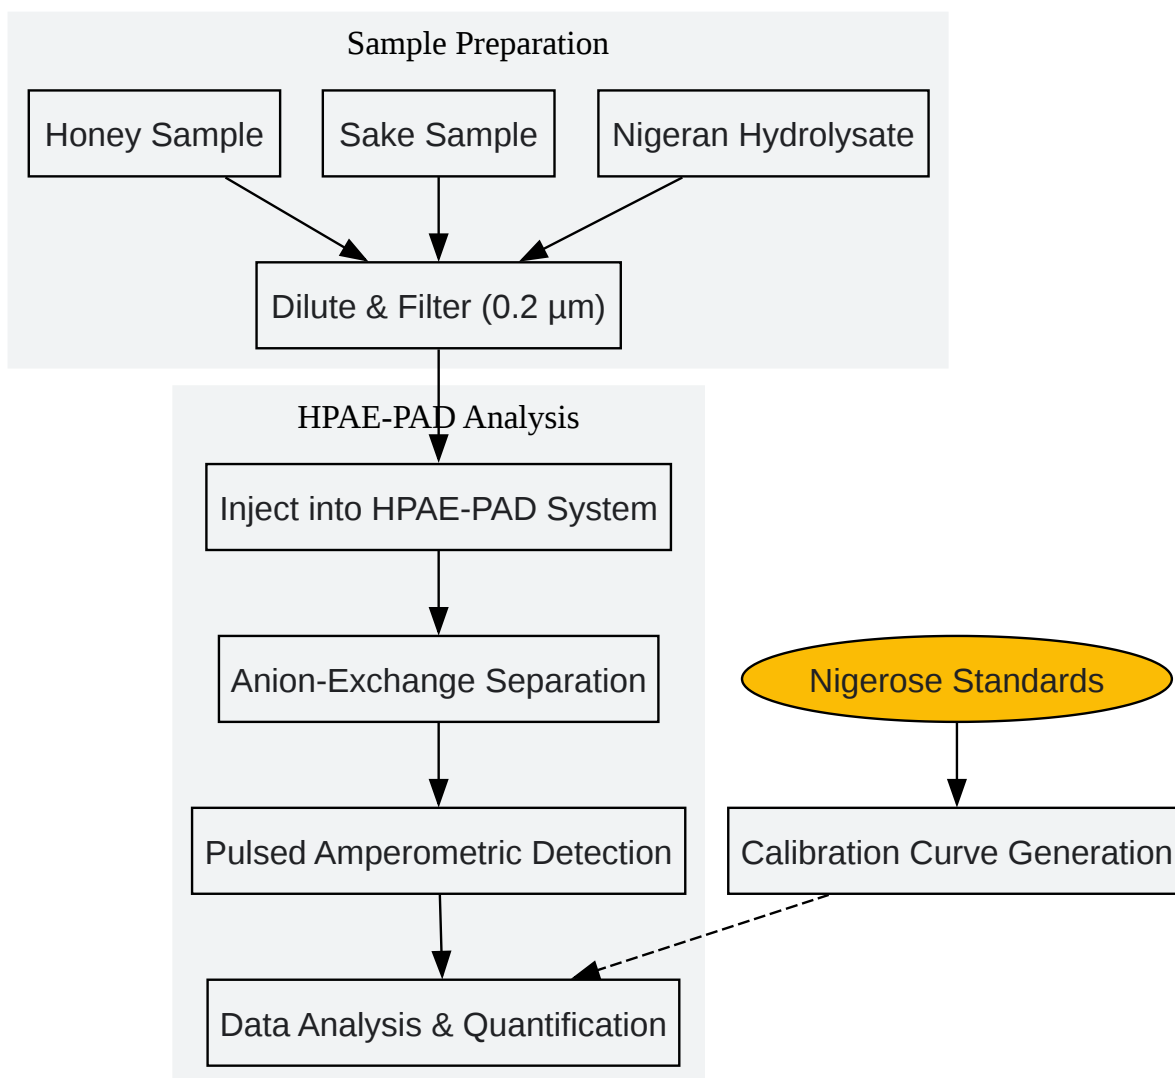 Sample Preparation
Honey Sample
Sake Sample
Nigeran Hydrolysate
Dilute & Filter (0.2 µm)
HPAE-PAD Analysis
Inject into HPAE-PAD System
Anion-Exchange Separation
Nigerose Standards
Pulsed Amperometric Detection
Calibration Curve Generation
Data Analysis & Quantification